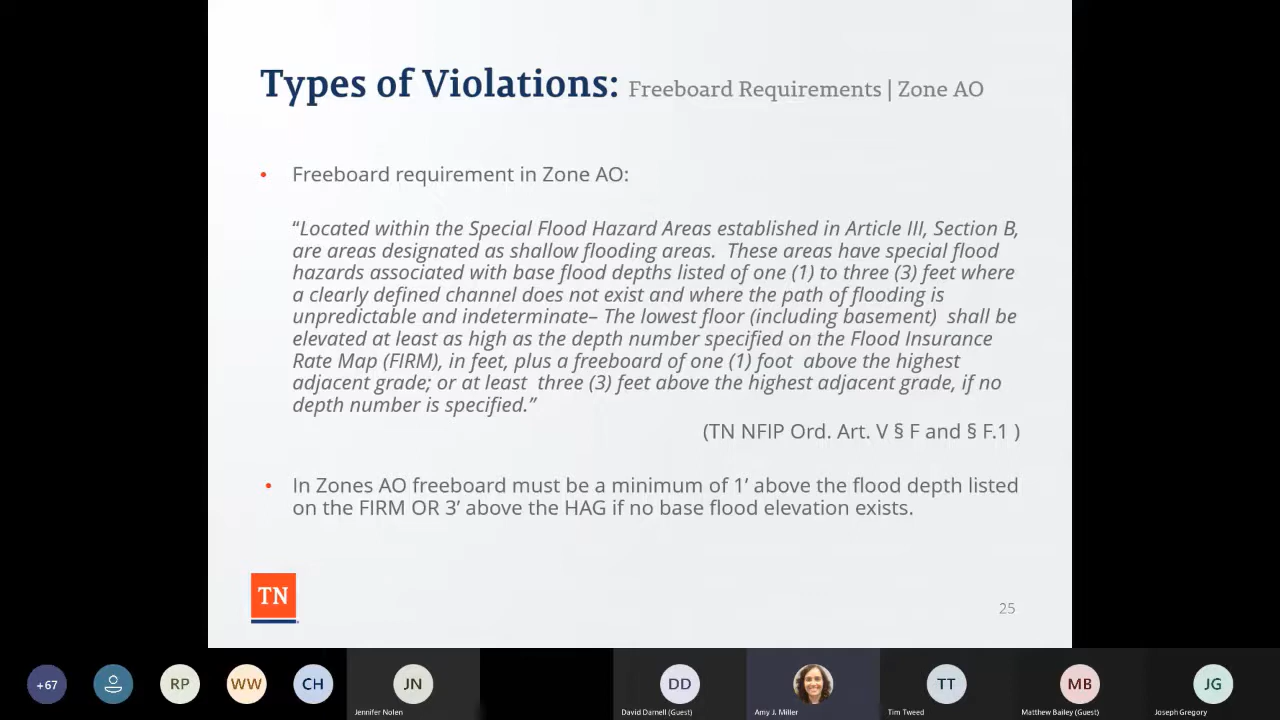 Types of Violations: Freeboard Requirements | Zone AO
• Freeboard requirement in Zone AO:
“Located within the Special Flood Hazard Areas established in Article III, Section B,
are areas designated as shallow flooding areas.  These areas have special flood
hazards associated with base flood depths listed of one (1) to three (3) feet where
a clearly defined channel does not exist and where the path of flooding is
unpredictable and indeterminate– The lowest floor (including basement)  shall be
elevated at least as high as the depth number specified on the Flood Insurance
Rate Map (FIRM), in feet, plus a freeboard of one (1) foot  above the highest
adjacent grade; or at least  three (3) feet above the highest adjacent grade, if no
depth number is specified.”
(TN NFIP Ord. Art. V § F and § F.1 )
• In Zones AO freeboard must be a minimum of 1’ above the flood depth listed
on the FIRM OR 3’ above the HAG if no base flood elevation exists.
TN
25
+67
RP
WW
CH
JN
DD
TT
MB
JG
Jennifer Nolen
David Darnell (Guest)
Amy J. Miller
Tim Tweed
Matthew Bailey (Guest)
Joseph Gregory